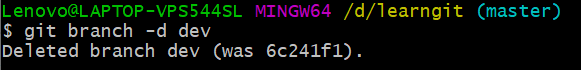 Lenovo@LAPTOP-VPS544SL MINGW64 /d/learngit (master)
$ git branch -d dev
Deleted branch dev (was 6c241f1).